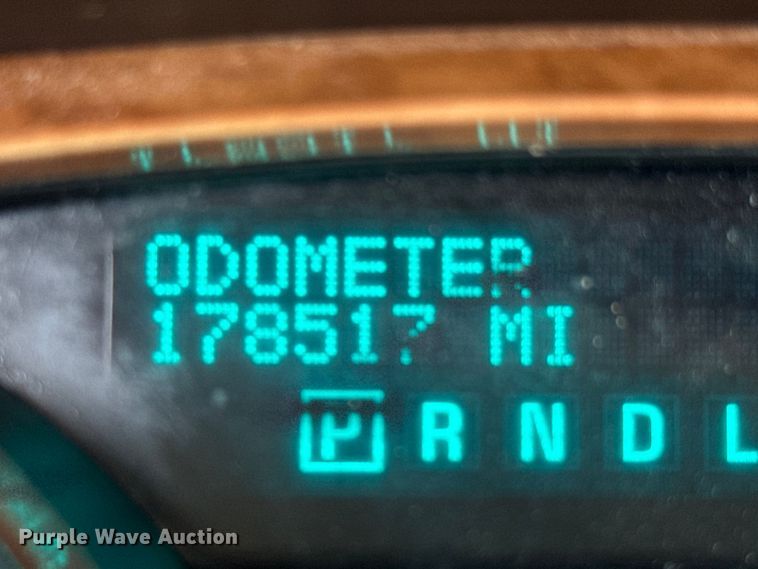 ODOMETER
178517 MI
P R N D L
Purple Wave Auction